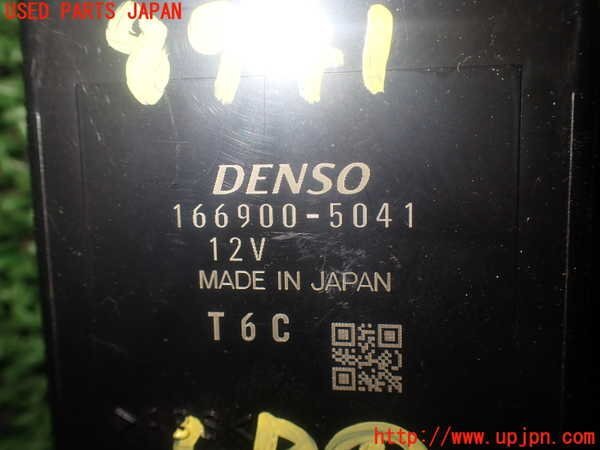 USED PARTS JAPAN
DENSO
166900-5041
12V
MADE IN JAPAN
T6C
http://www.upjpn.com/